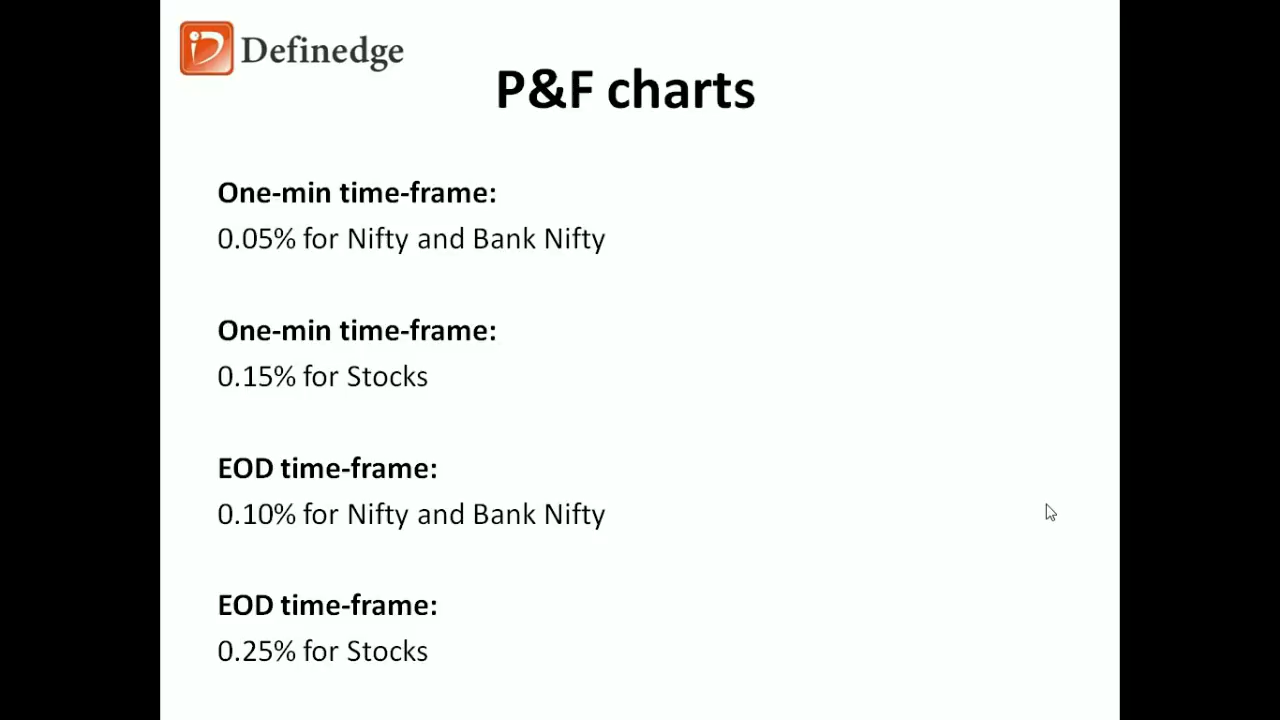 Definedge
P&F charts
One-min time-frame:
0.05% for Nifty and Bank Nifty
One-min time-frame:
0.15% for Stocks
EOD time-frame:
0.10% for Nifty and Bank Nifty
EOD time-frame:
0.25% for Stocks